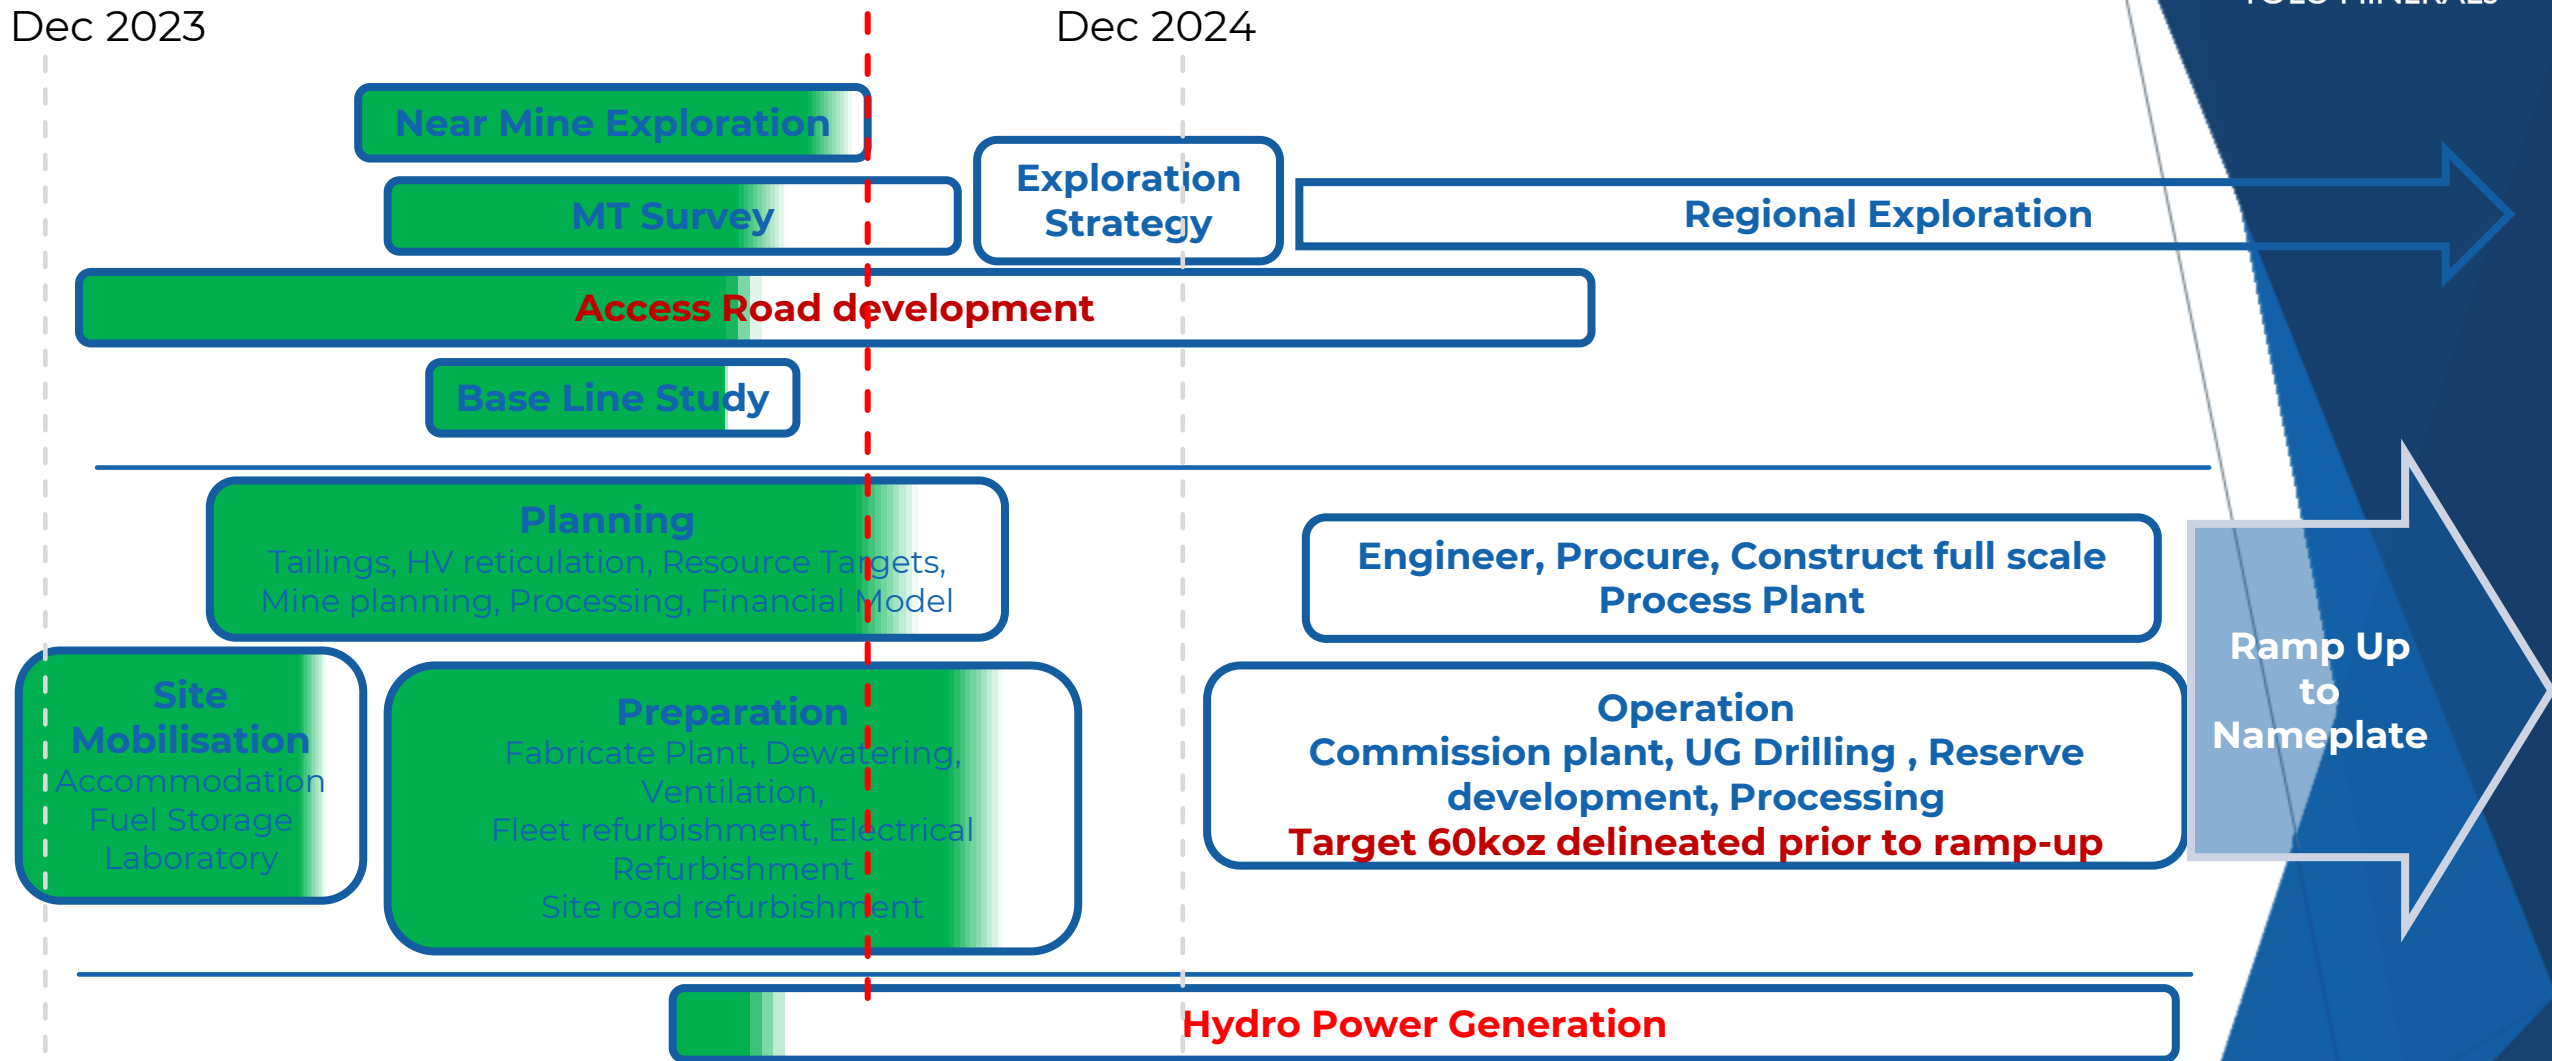 Dec 2023
Dec 2024
MINERALS
Near Mine Exploration
MT Survey
Exploration
Strategy
Regional Exploration
Access Road development
Base Line Study
Planning
Tailings, HV reticulation, Resource Targets,
Mine planning, Processing, Financial Model
Engineer, Procure, Construct full scale
Process Plant
Site
Mobilisation
Accommodation
Fuel Storage
Laboratory
Preparation
Fabricate Plant, Dewatering,
Ventilation,
Fleet refurbishment, Electrical
Refurbishment
Site road refurbishment
Operation
Commission plant, UG Drilling , Reserve
development, Processing
Target 60koz delineated prior to ramp-up
Ramp Up
to
Nameplate
Hydro Power Generation